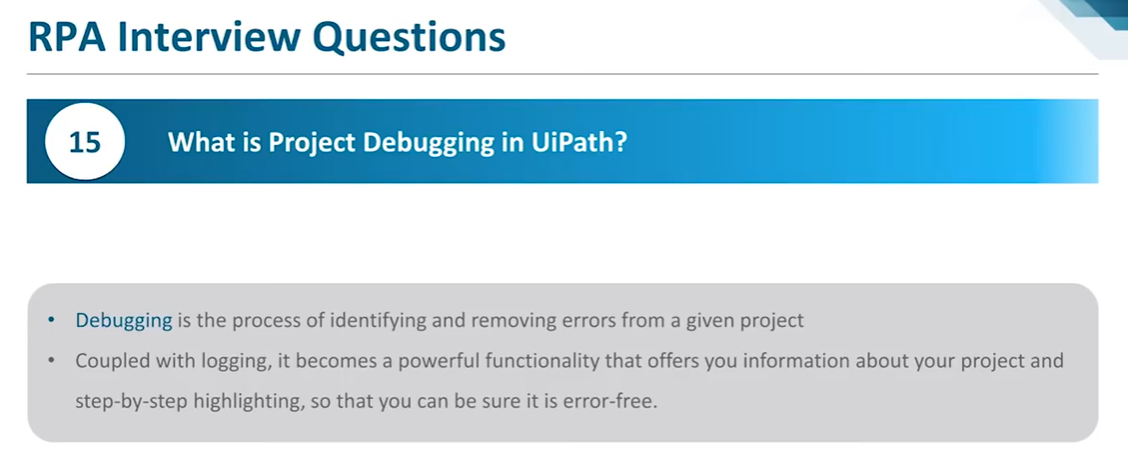 RPA Interview Questions
15
What is Project Debugging in UiPath?
• Debugging is the process of identifying and removing errors from a given project
• Coupled with logging, it becomes a powerful functionality that offers you information about your project and
step-by-step highlighting, so that you can be sure it is error-free.